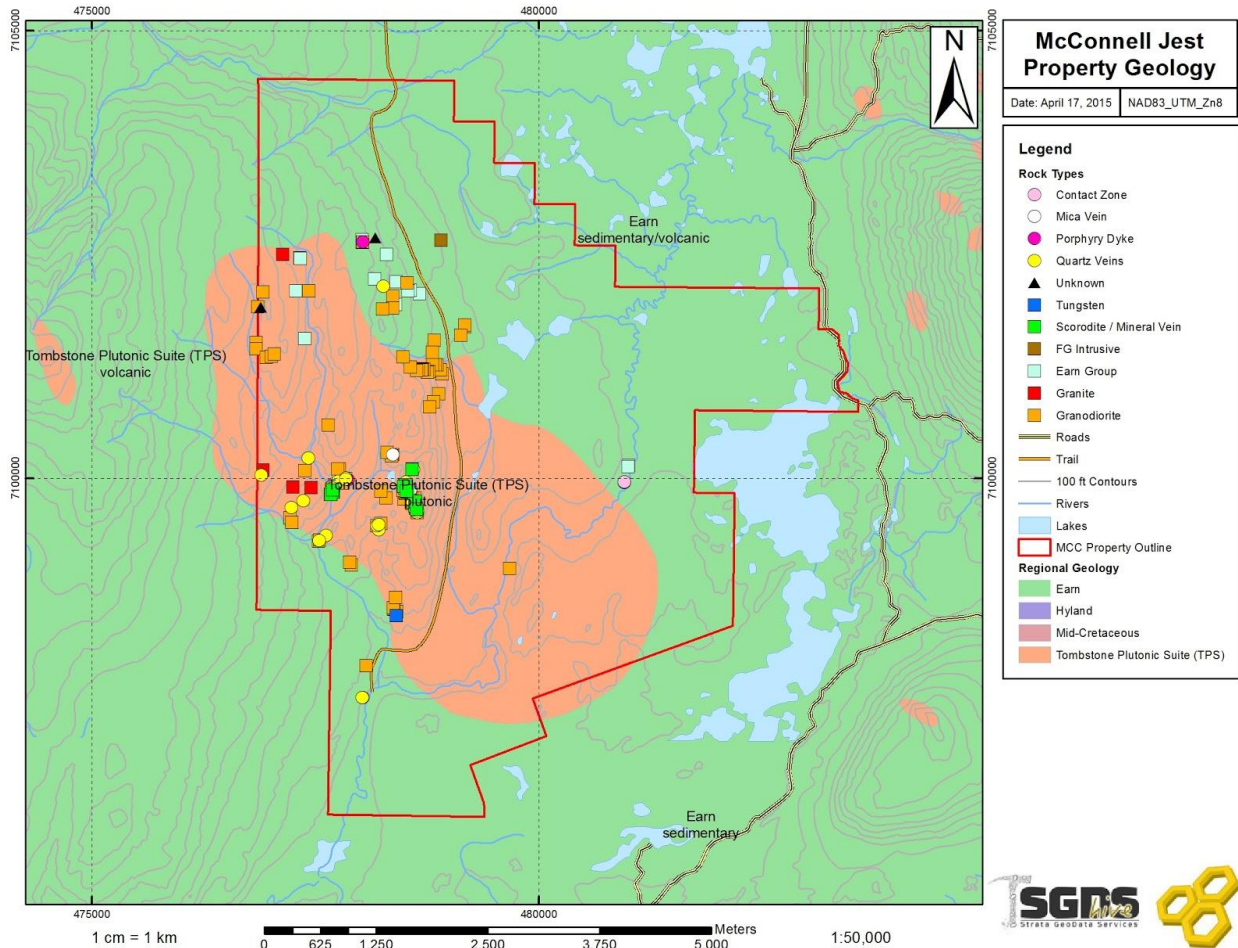 475000
480000
7105000
7105000
N
McConnell Jest
Property Geology
Date: April 17, 2015
NAD83_UTM_Zn8
Legend
Rock Types
Contact Zone
Mica Vein
Porphyry Dyke
Quartz Veins
Unknown
Tungsten
Scorodite / Mineral Vein
FG Intrusive
Earn Group
Granite
Granodiorite
Roads
Trail
100 ft Contours
Rivers
Lakes
MCC Property Outline
Regional Geology
Earn
Hyland
Mid-Cretaceous
Tombstone Plutonic Suite (TPS)
Earn
sedimentary/volcanic
Tombstone Plutonic Suite (TPS)
volcanic
7100000
7100000
Tombstone Plutonic Suite (TPS)
plutonic
Earn
sedimentary
475000
480000
1 cm = 1 km
Meters
0 625 1,250 2,500 3,750 5,000
1:50,000
SGDS
hive
Strata GeoData Services